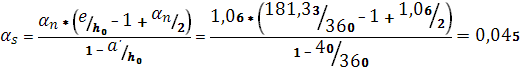 αₛ = αₙ * (e/h₀ − 1 + αₙ/2) / (1 − a'/h₀) = 1,06 * (181,33/360 − 1 + 1,06/2) / (1 − 40/360) = 0,045